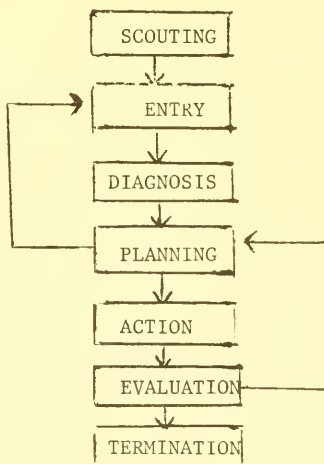 SCOUTING
ENTRY
DIAGNOSIS
PLANNING
ACTION
EVALUATION
TERMINATION